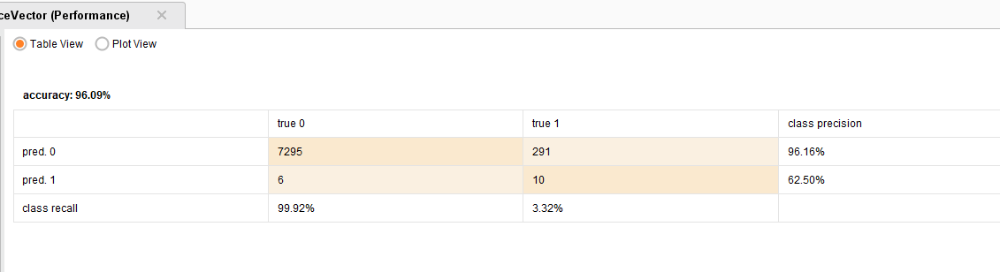 ceVector (Performance)
Table View Plot View
accuracy: 96.09%
true 0 true 1 class precision
pred. 0 7295 291 96.16%
pred. 1 6 10 62.50%
class recall 99.92% 3.32%